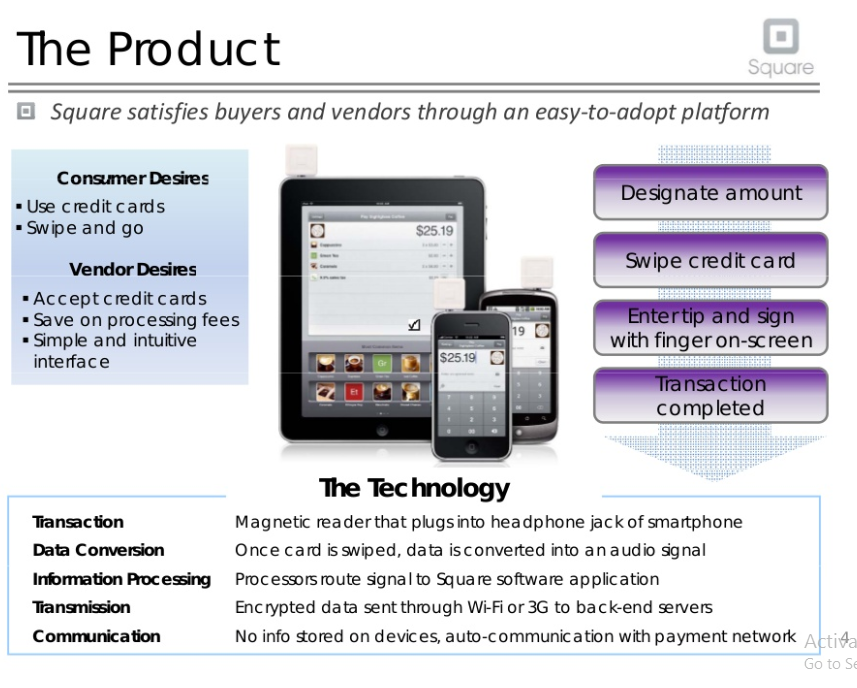 The Product
Square
Square satisfies buyers and vendors through an easy-to-adopt platform
Consumer Desires
▪ Use credit cards
▪ Swipe and go
Vendor Desires
▪ Accept credit cards
▪ Save on processing fees
▪ Simple and intuitive
interface
$25.19
Gr
Et
19
$25.19
Designate amount
Swipe credit card
Enter tip and sign
with finger on-screen
Transaction
completed
The Technology
Transaction Magnetic reader that plugs into headphone jack of smartphone
Data Conversion Once card is swiped, data is converted into an audio signal
Information Processing Processors route signal to Square software application
Transmission Encrypted data sent through Wi-Fi or 3G to back-end servers
Communication No info stored on devices, auto-communication with payment network
4
Activa
Go to Se